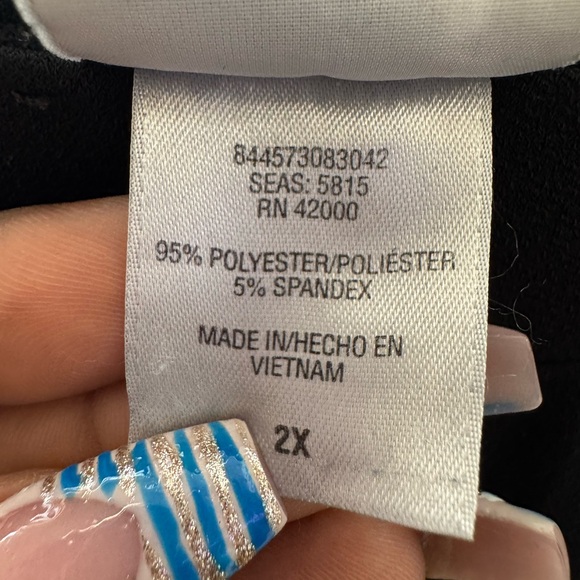 844573083042
SEAS: 5815
RN 42000
95% POLYESTER/POLIÉSTER
5% SPANDEX
MADE IN/HECHO EN
VIETNAM
2X